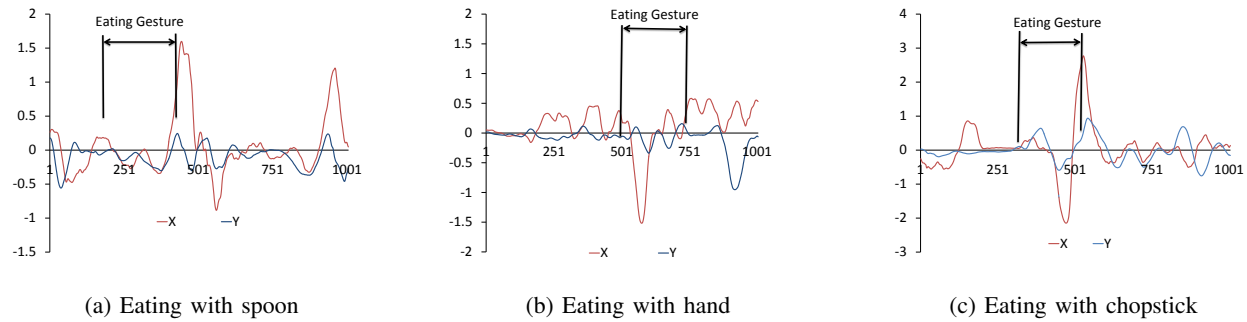 Eating Gesture
2
1.5
1
0.5
0
-0.5
-1
-1.5
1 251 501 751 1001
X Y
(a) Eating with spoon
Eating Gesture
2
1.5
1
0.5
0
-0.5
-1
-1.5
-2
1 251 501 751 1001
X Y
(b) Eating with hand
Eating Gesture
4
3
2
1
0
-1
-2
-3
1 251 501 751 1001
X Y
(c) Eating with chopstick